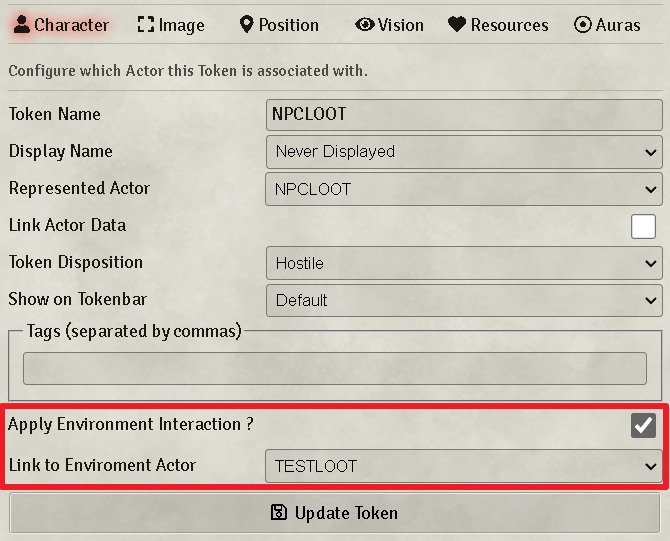 Character Image Position Vision Resources Auras
Configure which Actor this Token is associated with.
Token Name NPCLOOT
Display Name Never Displayed
Represented Actor NPCLOOT
Link Actor Data
Token Disposition Hostile
Show on Tokenbar Default
Tags (separated by commas)
Apply Environment Interaction ?
Link to Enviroment Actor TESTLOOT
Update Token